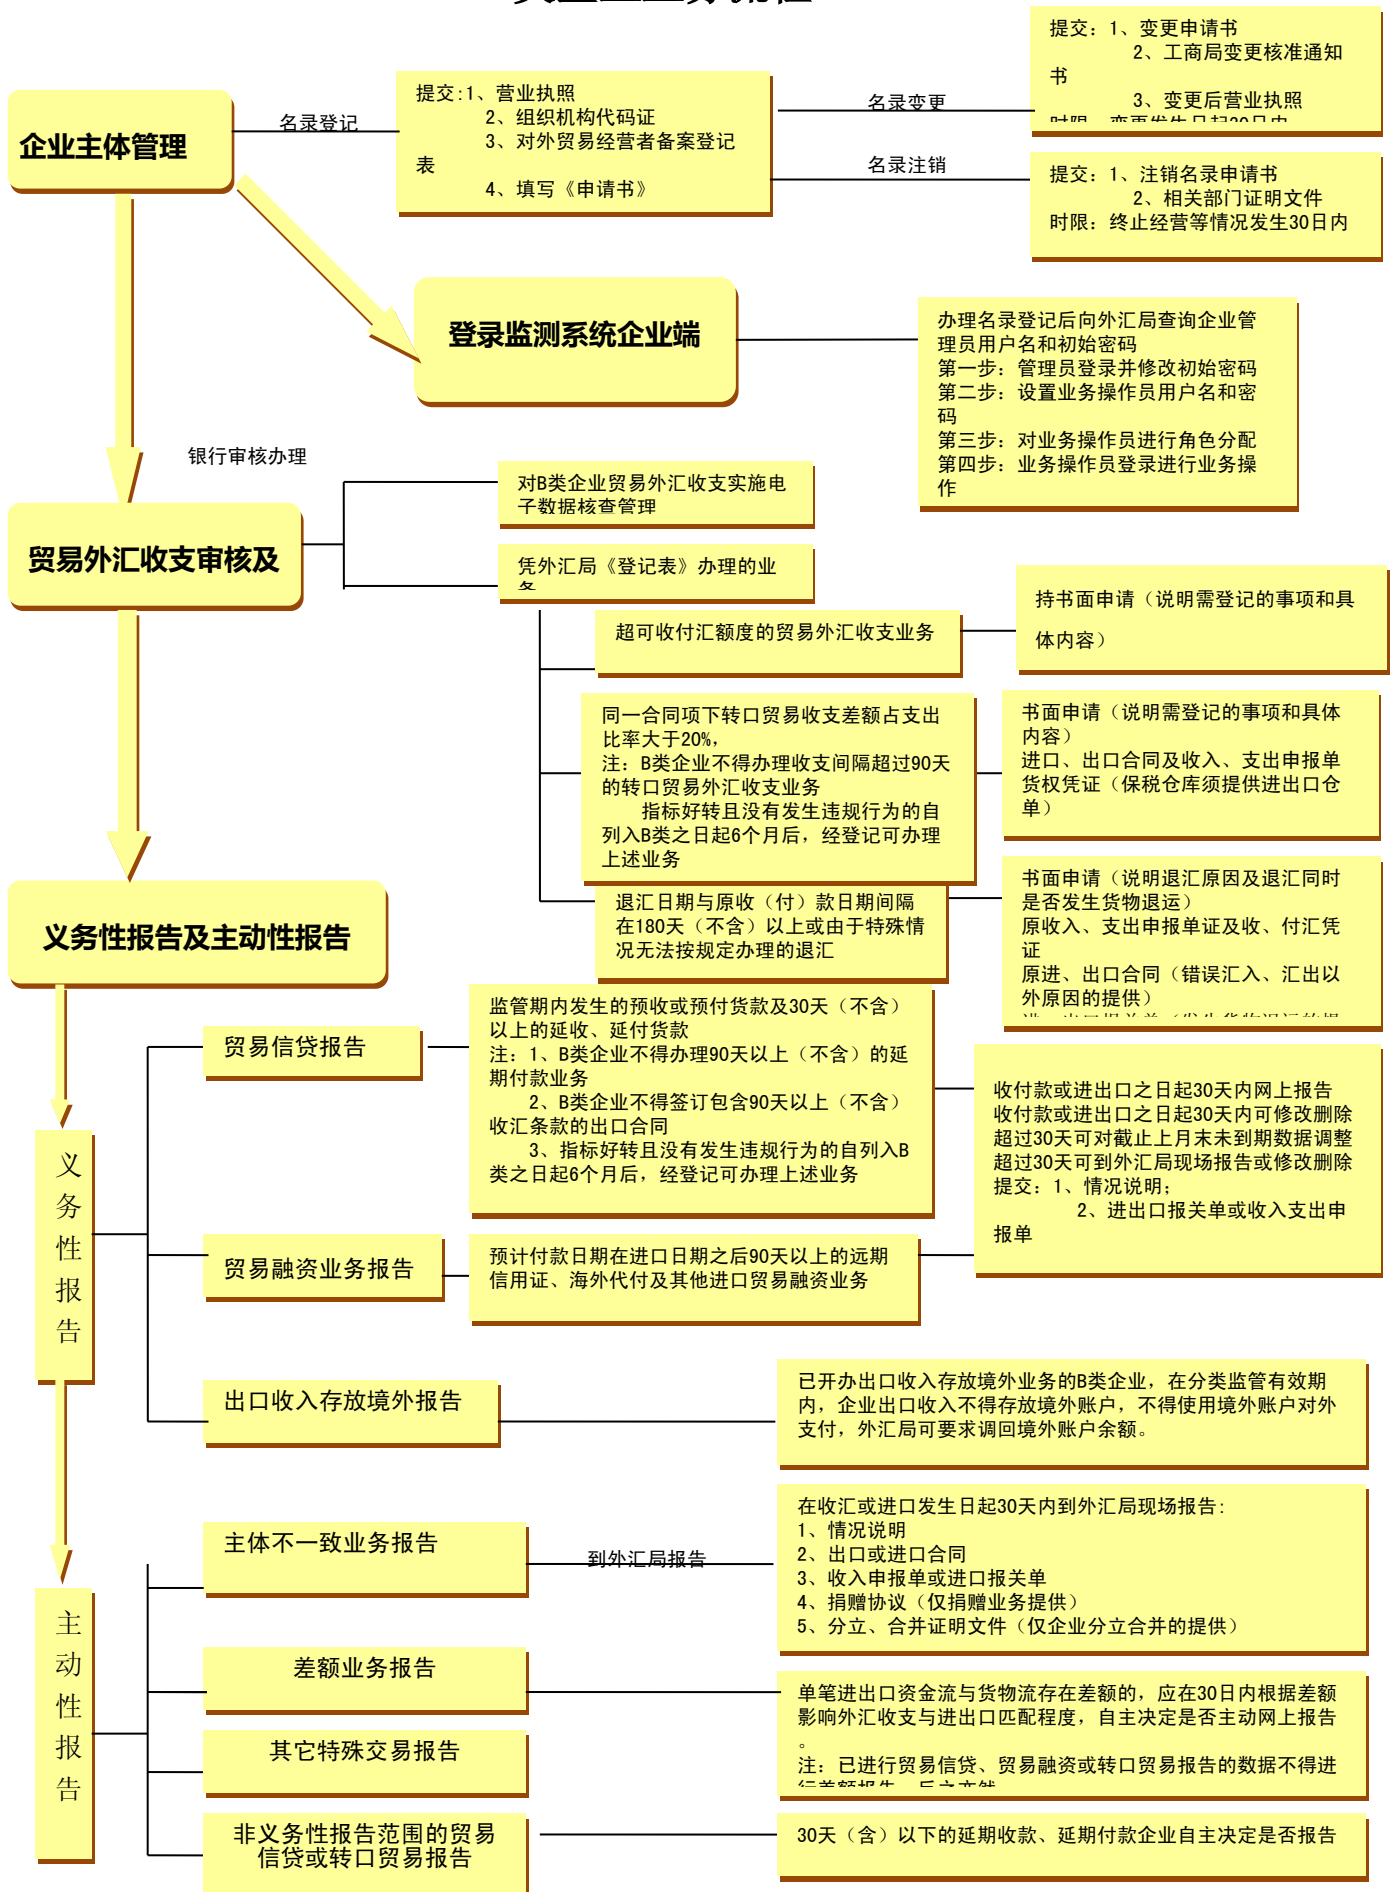 企业主体管理
名录登记
提交:1、营业执照
2、组织机构代码证
3、对外贸易经营者备案登记
表
4、填写《申请书》
名录变更
提交：1、变更申请书
2、工商局变更核准通知
书
3、变更后营业执照
时限：变更发生日起30日内
名录注销
提交：1、注销名录申请书
2、相关部门证明文件
时限：终止经营等情况发生30日内
登录监测系统企业端
办理名录登记后向外汇局查询企业管
理员用户名和初始密码
第一步：管理员登录并修改初始密码
第二步：设置业务操作员用户名和密
码
第三步：对业务操作员进行角色分配
第四步：业务操作员登录进行业务操
作
银行审核办理
贸易外汇收支审核及
对B类企业贸易外汇收支实施电
子数据核查管理
凭外汇局《登记表》办理的业
务
超可收付汇额度的贸易外汇收支业务
持书面申请（说明需登记的事项和具
体内容）
同一合同项下转口贸易收支差额占支出
比率大于20%，
注：B类企业不得办理收支间隔超过90天
的转口贸易外汇收支业务
指标好转且没有发生违规行为的自
列入B类之日起6个月后，经登记可办理
上述业务
书面申请（说明需登记的事项和具体
内容）
进口、出口合同及收入、支出申报单
货权凭证（保税仓库须提供进出口仓
单）
退汇日期与原收（付）款日期间隔
在180天（不含）以上或由于特殊情
况无法按规定办理的退汇
书面申请（说明退汇原因及退汇同时
是否发生货物退运）
原收入、支出申报单证及收、付汇凭
证
原进、出口合同（错误汇入、汇出以
外原因的提供）
义务性报告及主动性报告
义务性报告
贸易信贷报告
监管期内发生的预收或预付货款及30天（不含）
以上的延收、延付货款
注：1、B类企业不得办理90天以上（不含）的延
期付款业务
2、B类企业不得签订包含90天以上（不含）
收汇条款的出口合同
3、指标好转且没有发生违规行为的自列入B
类之日起6个月后，经登记可办理上述业务
收付款或进出口之日起30天内网上报告
收付款或进出口之日起30天内可修改删除
超过30天可对截止上月末未到期数据调整
超过30天可到外汇局现场报告或修改删除
提交：1、情况说明；
2、进出口报关单或收入支出申
报单
贸易融资业务报告
预计付款日期在进口日期之后90天以上的远期
信用证、海外代付及其他进口贸易融资业务
出口收入存放境外报告
已开办出口收入存放境外业务的B类企业，在分类监管有效期
内，企业出口收入不得存放境外账户，不得使用境外账户对外
支付，外汇局可要求调回境外账户余额。
主动性报告
主体不一致业务报告
到外汇局报告
在收汇或进口发生日起30天内到外汇局现场报告：
1、情况说明
2、出口或进口合同
3、收入申报单或进口报关单
4、捐赠协议（仅捐赠业务提供）
5、分立、合并证明文件（仅企业分立合并的提供）
差额业务报告
单笔进出口资金流与货物流存在差额的，应在30日内根据差额
影响外汇收支与进出口匹配程度，自主决定是否主动网上报告
。
注：已进行贸易信贷、贸易融资或转口贸易报告的数据不得进
行差额报告，反之亦然
其它特殊交易报告
非义务性报告范围的贸易
信贷或转口贸易报告
30天（含）以下的延期收款、延期付款企业自主决定是否报告